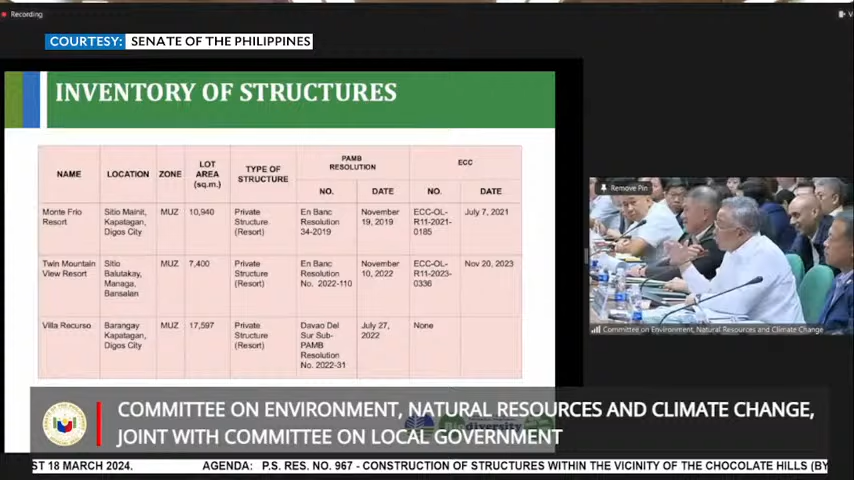 Recording
COURTESY: SENATE OF THE PHILIPPINES
INVENTORY OF STRUCTURES
NAME LOCATION ZONE LOT AREA (sq.m.) TYPE OF STRUCTURE PAMB RESOLUTION ECC
NO. DATE NO. DATE
Monte Frio Resort Sitio Mainit, Kapatagan, Digos City MUZ 10,940 Private Structure (Resort) En Banc Resolution 34-2019 November 19, 2019 ECC-OL-R11-2021-0185 July 7, 2021
Twin Mountain View Resort Sitio Balutakay, Managa, Bansalan MUZ 7,400 Private Structure (Resort) En Banc Resolution No. 2022-110 November 10, 2022 ECC-OL-R11-2023-0336 Nov 20, 2023
Villa Recurso Barangay Kapatagan, Digos City MUZ 17,597 Private Structure (Resort) Davao Del Sur Sub-PAMB Resolution No. 2022-31 July 27, 2022 None
Remove Pin
Committee on Environment, Natural Resources and Climate Change
COMMITTEE ON ENVIRONMENT, NATURAL RESOURCES AND CLIMATE CHANGE,
JOINT WITH COMMITTEE ON LOCAL GOVERNMENT
ST 18 MARCH 2024. AGENDA: P.S. RES. NO. 967 - CONSTRUCTION OF STRUCTURES WITHIN THE VICINITY OF THE CHOCOLATE HILLS (BY